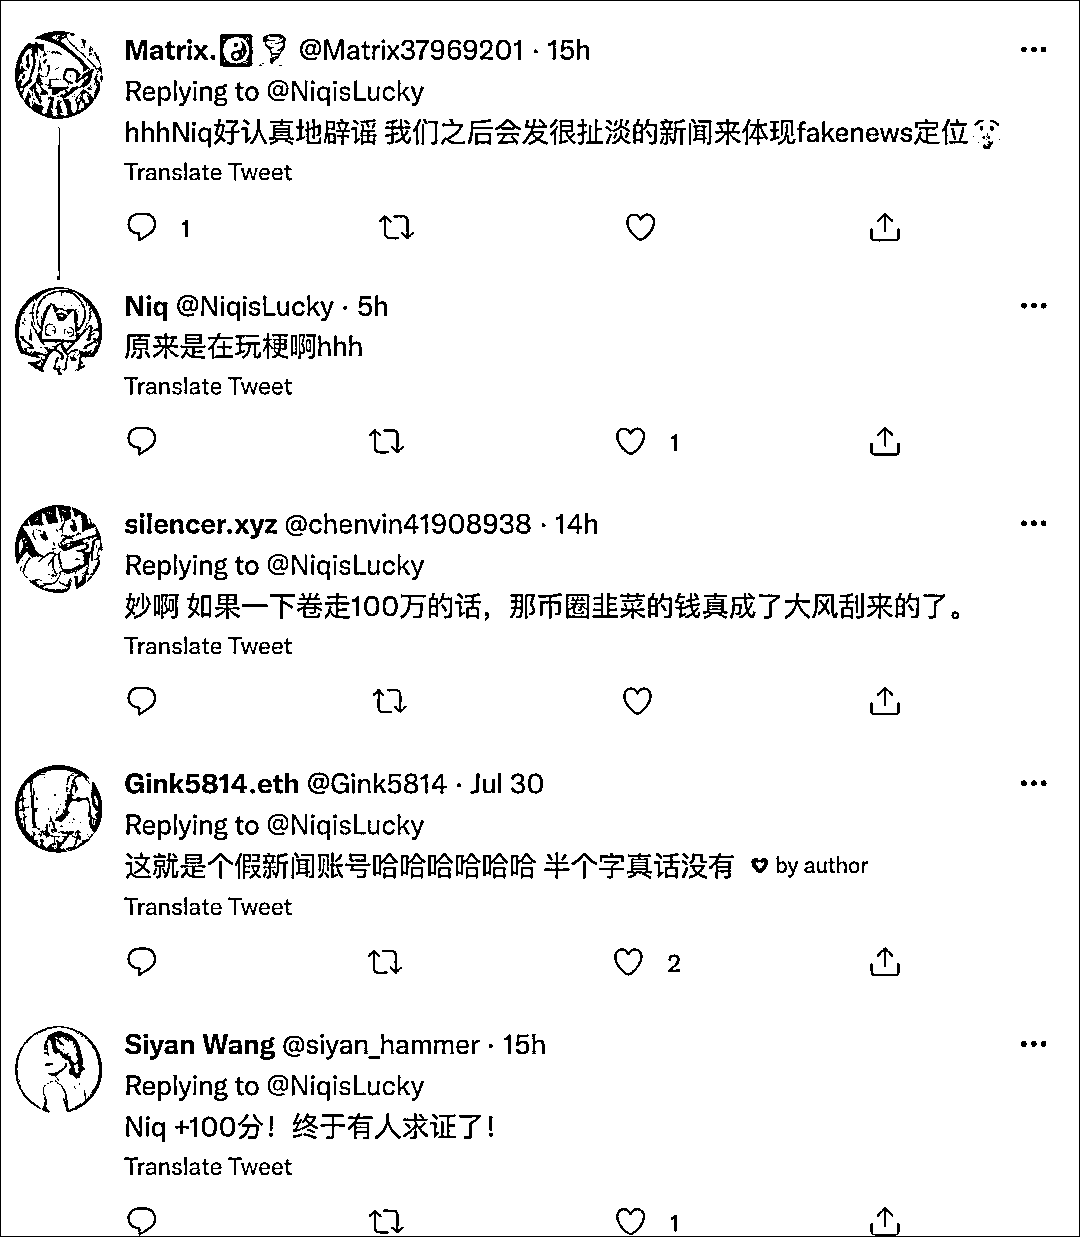 Matrix.☯🌪 @Matrix37969201 · 15h
Replying to @NiqisLucky
hhhNiq好认真地辟谣 我们之后会发很扯淡的新闻来体现fakenews定位
Translate Tweet
1
Niq @NiqisLucky · 5h
原来是在玩梗啊hhh
Translate Tweet
1
silencer.xyz @chenvin41908938 · 14h
Replying to @NiqisLucky
妙啊 如果一下卷走100万的话，那币圈韭菜的钱真成了大风刮来的了。
Translate Tweet
Gink5814.eth @Gink5814 · Jul 30
Replying to @NiqisLucky
这就是个假新闻账号哈哈哈哈哈哈 半个字真话没有 ♥ by author
Translate Tweet
2
Siyan Wang @siyan_hammer · 15h
Replying to @NiqisLucky
Niq +100分！终于有人求证了！
Translate Tweet
1